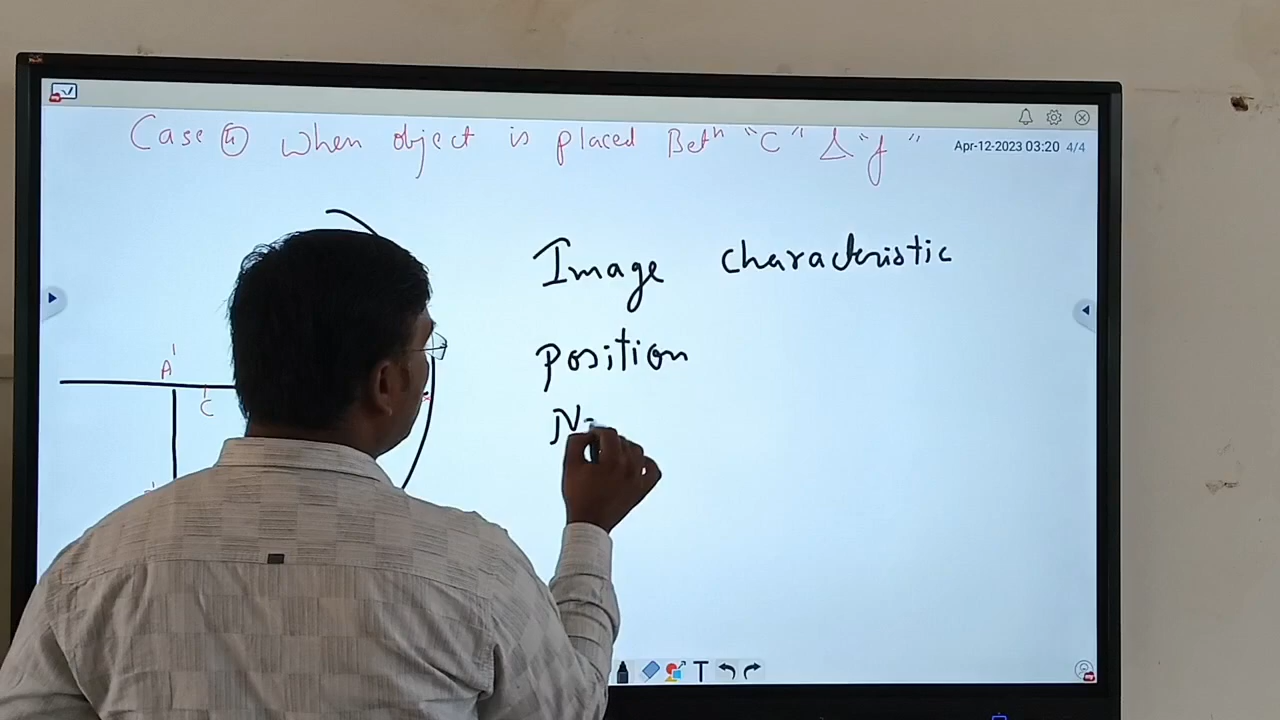 Case ④ When object is placed Betⁿ "C" & "f"
Apr-12-2023 03:20 4/4
Image characteristic
A'
Position
C
T